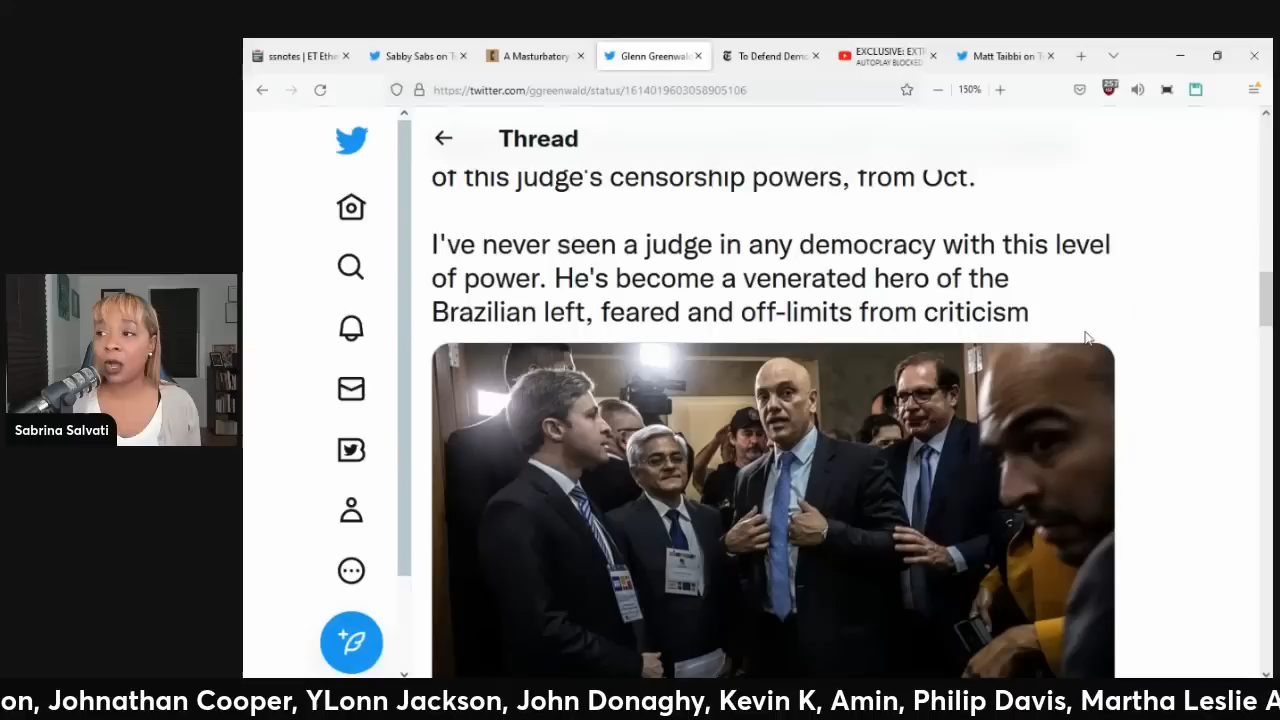 ssnotes | ET Ethe
Sabby Sabs on T
A Masturbatory
Glenn Greenwal
To Defend Demo
EXCLUSIVE: EXT
AUTOPLAY BLOCKED
Matt Taibbi on T
https://twitter.com/ggreenwald/status/1614019603058905106
150%
Thread
of this judge's censorship powers, from Oct.
I've never seen a judge in any democracy with this level
of power. He's become a venerated hero of the
Brazilian left, feared and off-limits from criticism
Sabrina Salvati
on, Johnathan Cooper, YLonn Jackson, John Donaghy, Kevin K, Amin, Philip Davis, Martha Leslie A